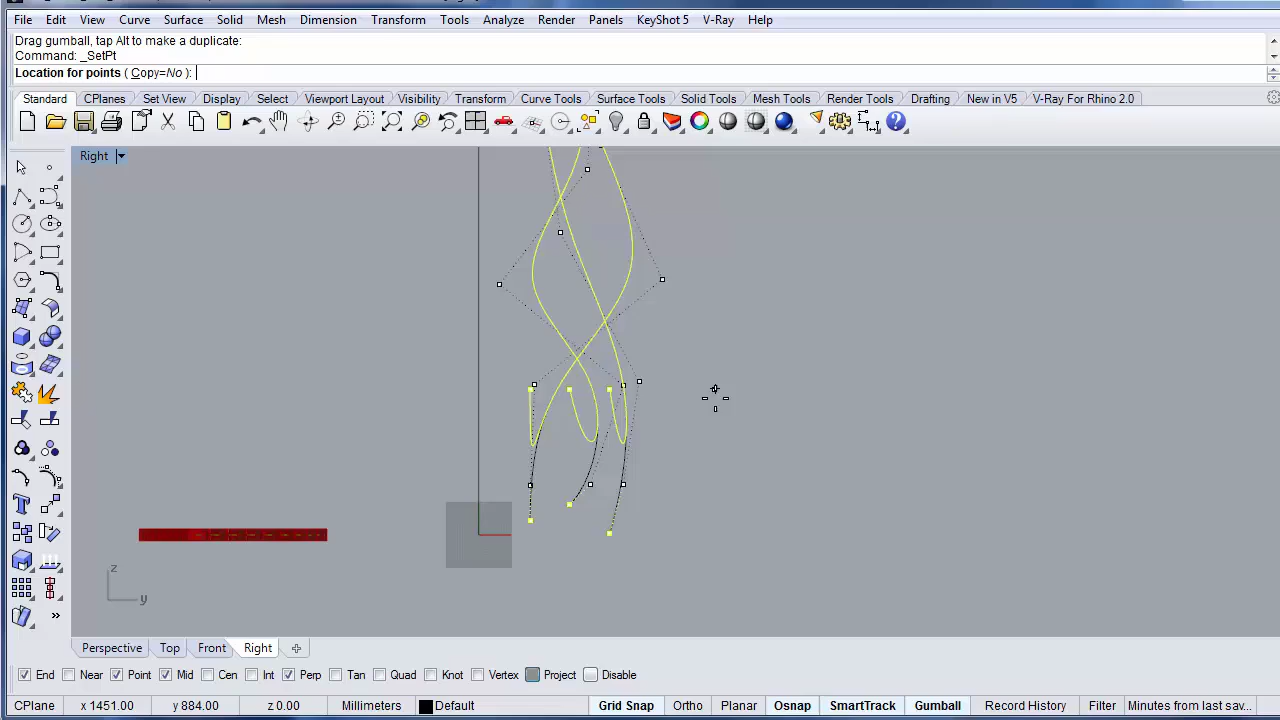 File Edit View Curve Surface Solid Mesh Dimension Transform Tools Analyze Render Panels KeyShot 5 V-Ray Help
Drag gumball, tap Alt to make a duplicate:
Command: _SetPt
Location for points ( Copy=No ):
Standard CPlanes Set View Display Select Viewport Layout Visibility Transform Curve Tools Surface Tools Solid Tools Mesh Tools Render Tools Drafting New in V5 V-Ray For Rhino 2.0
Right
z
y
Perspective Top Front Right
End Near Point Mid Cen Int Perp Tan Quad Knot Vertex Project Disable
CPlane x 1451.00 y 884.00 z 0.00 Millimeters Default Grid Snap Ortho Planar Osnap SmartTrack Gumball Record History Filter Minutes from last sav...